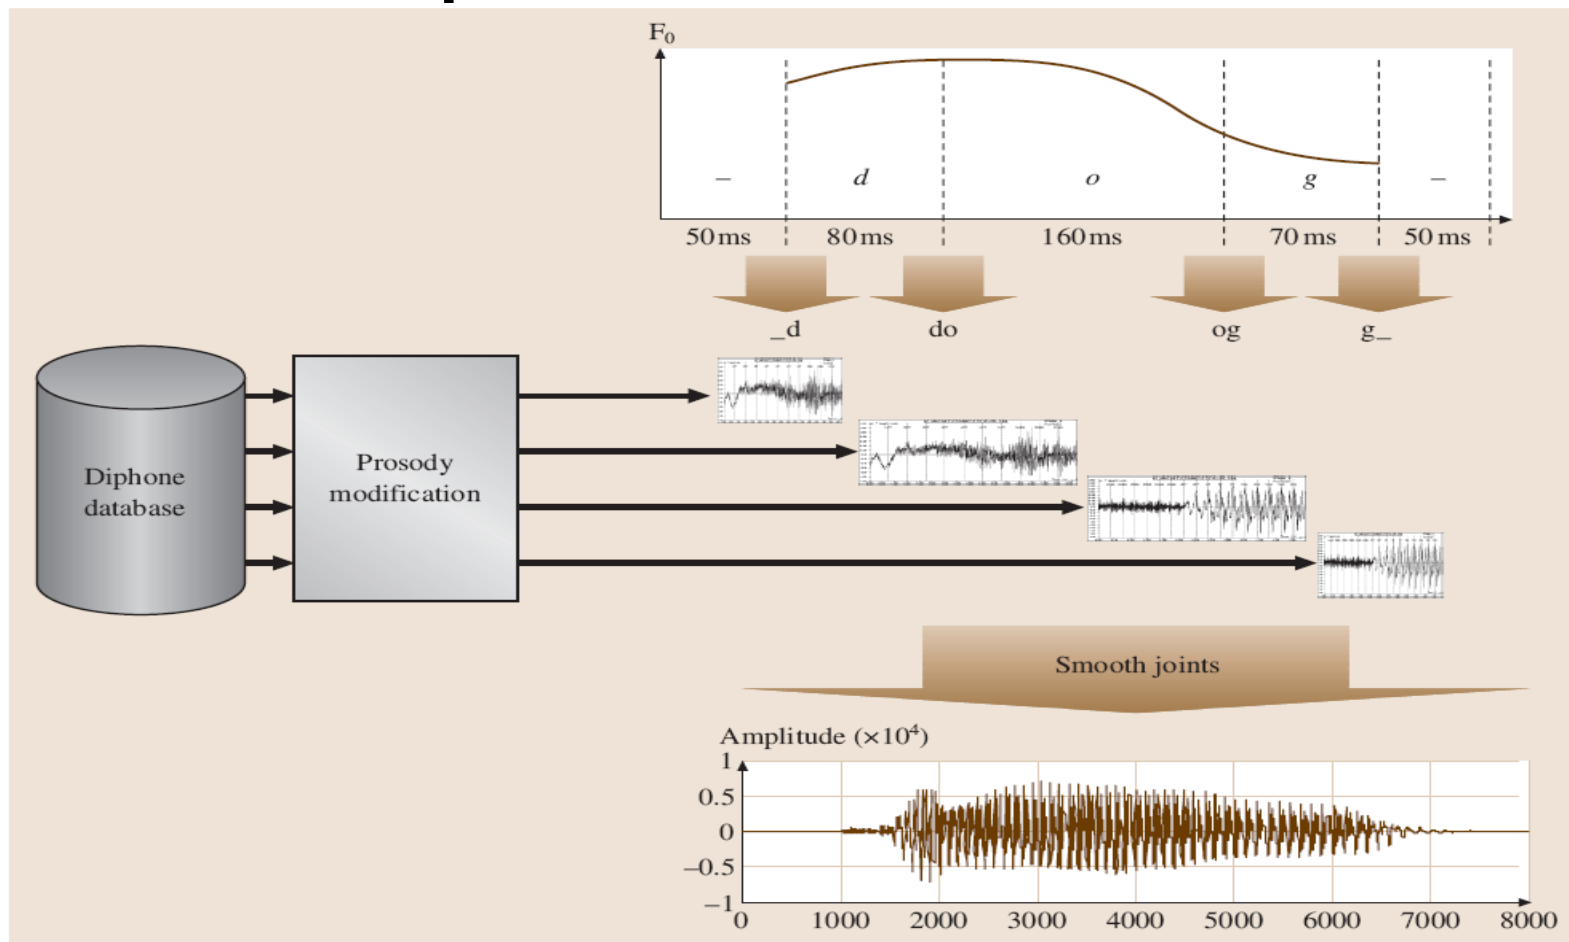 F₀
– d o g –
50 ms 80 ms 160 ms 70 ms 50 ms
_d do og g_
Diphone
database
Prosody
modification
Smooth joints
Amplitude (×10⁴)
1
0.5
0
−0.5
−1
0 1000 2000 3000 4000 5000 6000 7000 8000